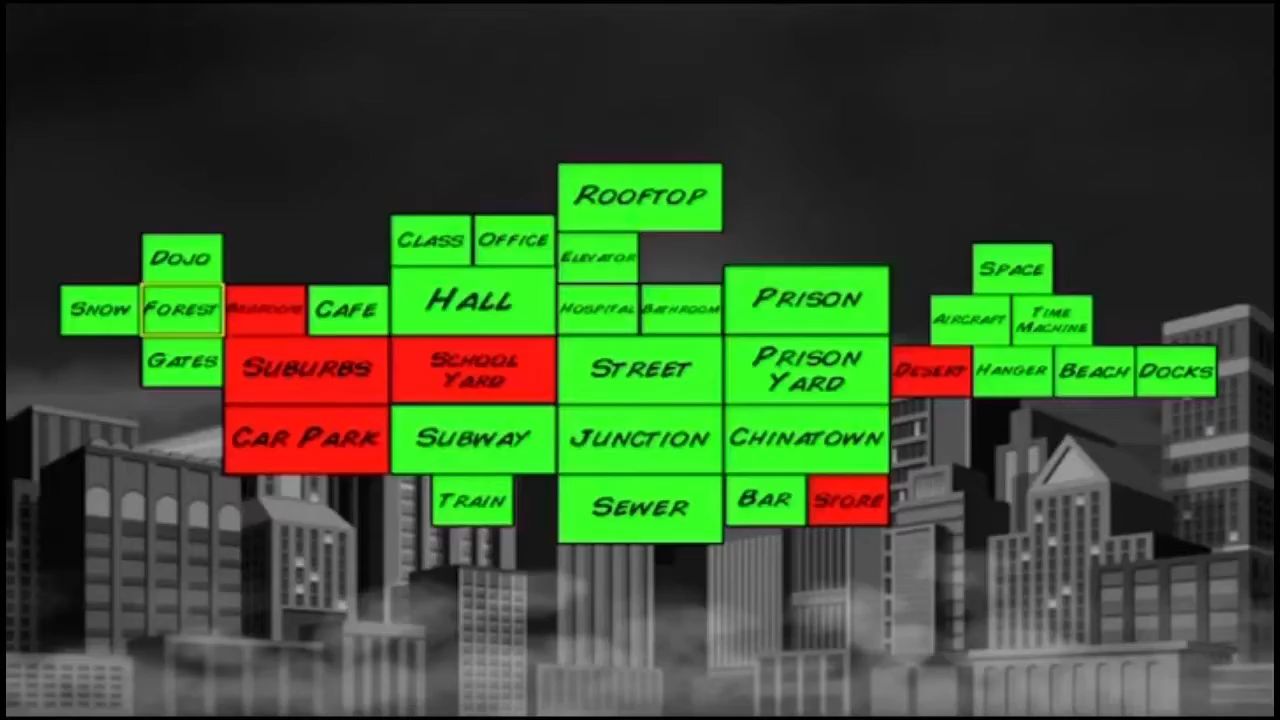 ROOFTOP
CLASS
OFFICE
DOJO
ELEVATOR
SPACE
SNOW
FOREST
BEDROOM
CAFE
HALL
HOSPITAL
BATHROOM
PRISON
AIRCRAFT
TIME
MACHINE
GATES
SUBURBS
SCHOOL
YARD
STREET
PRISON
YARD
DESERT
HANGER
BEACH
DOCKS
CAR PARK
SUBWAY
JUNCTION
CHINATOWN
TRAIN
SEWER
BAR
STORE